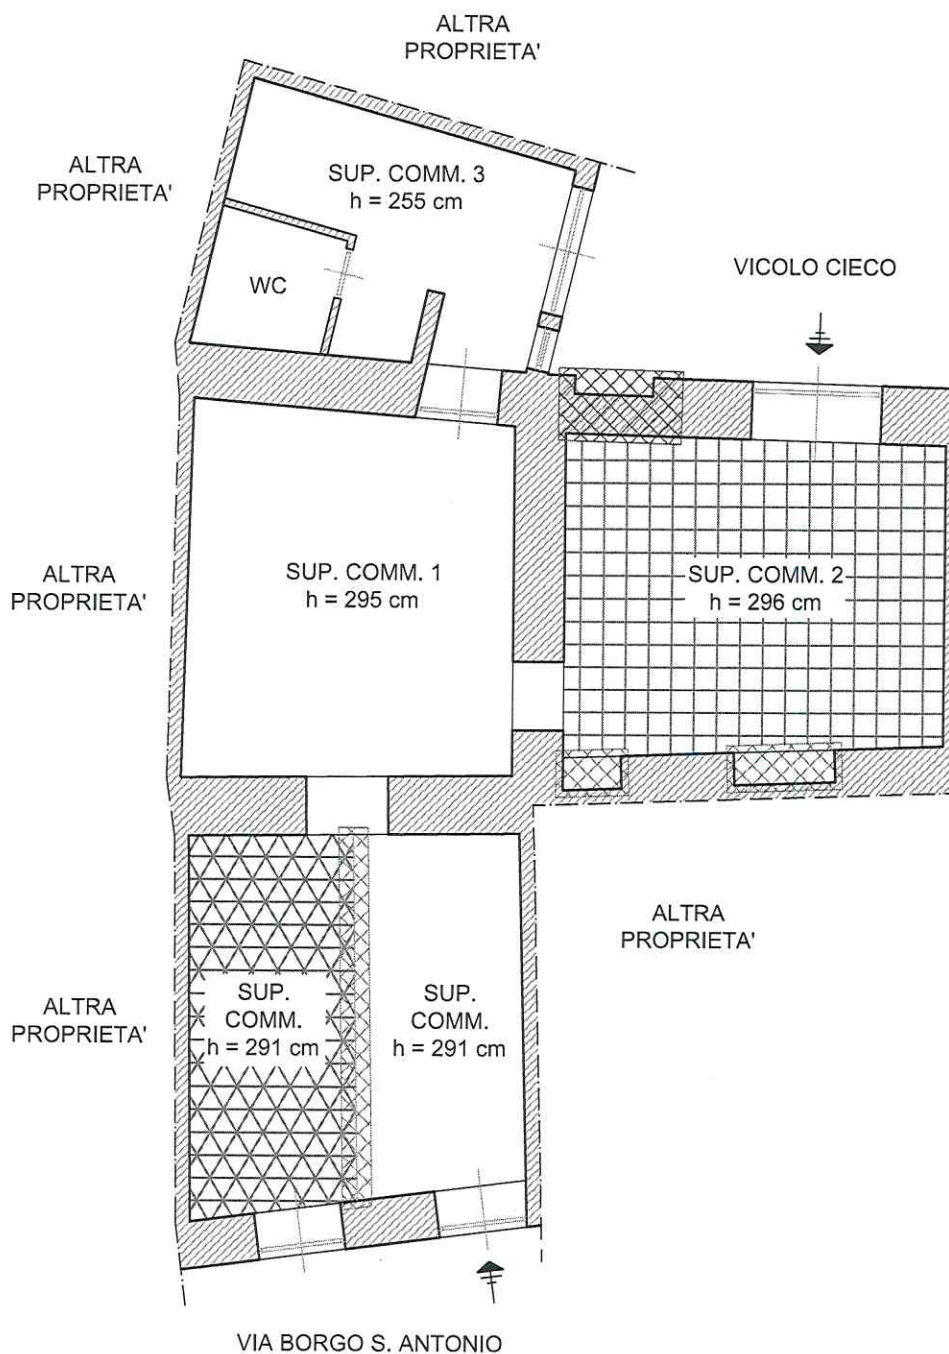 ALTRA
PROPRIETA'
ALTRA
PROPRIETA'
SUP. COMM. 3
h = 255 cm
WC
VICOLO CIECO
ALTRA
PROPRIETA'
SUP. COMM. 1
h = 295 cm
SUP. COMM. 2
h = 296 cm
ALTRA
PROPRIETA'
ALTRA
PROPRIETA'
SUP.
COMM.
h = 291 cm
SUP.
COMM.
h = 291 cm
VIA BORGO S. ANTONIO